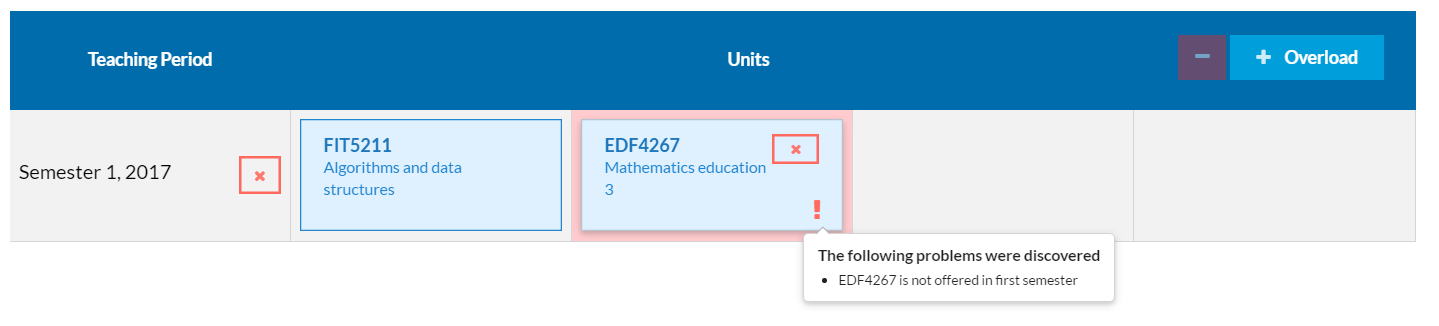 Teaching Period
Units
Overload
Semester 1, 2017
FIT5211
Algorithms and data
structures
EDF4267
Mathematics education
3
The following problems were discovered
EDF4267 is not offered in first semester